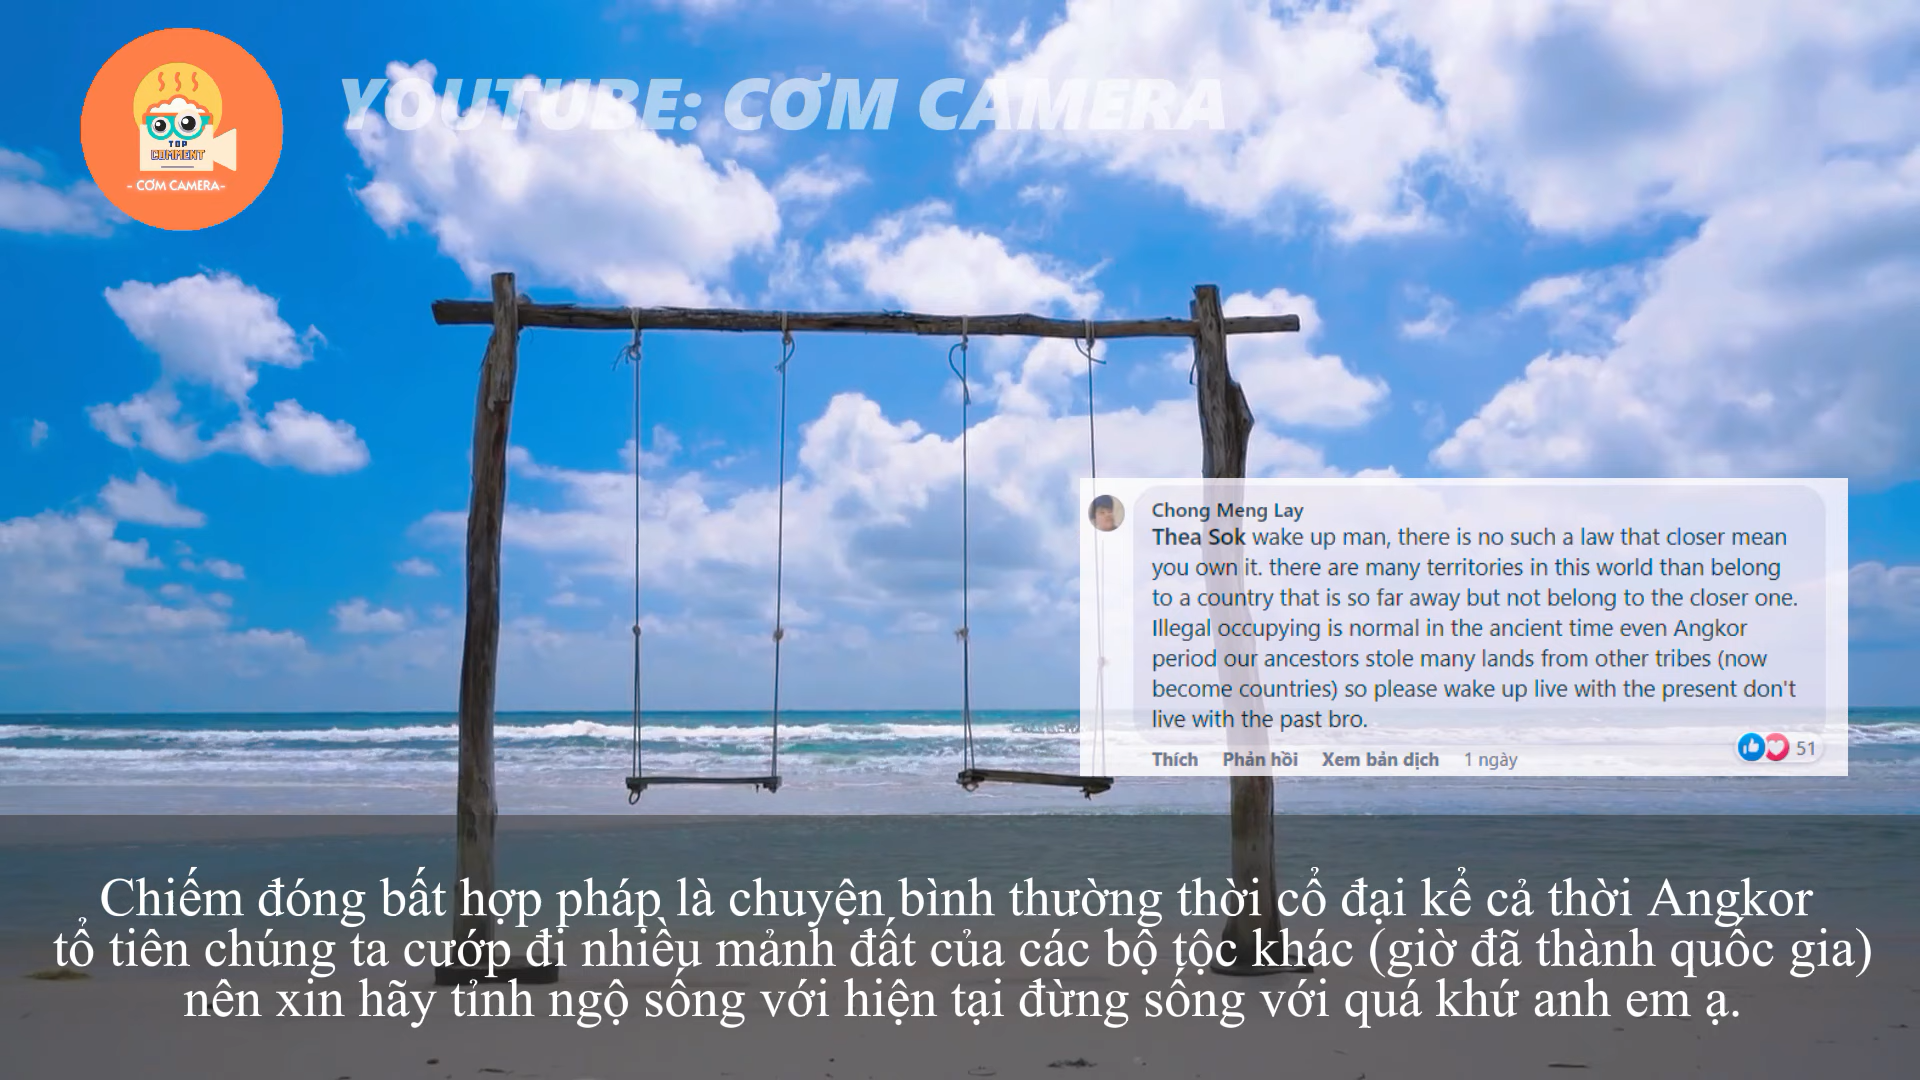 YOUTUBE: CƠM CAMERA
TOP
COMMENT
- CƠM CAMERA-
Chong Meng Lay
Thea Sok wake up man, there is no such a law that closer mean
you own it. there are many territories in this world than belong
to a country that is so far away but not belong to the closer one.
Illegal occupying is normal in the ancient time even Angkor
period our ancestors stole many lands from other tribes (now
become countries) so please wake up live with the present don't
live with the past bro.
Thích Phản hồi Xem bản dịch 1 ngày
51
Chiếm đóng bất hợp pháp là chuyện bình thường thời cổ đại kể cả thời Angkor
tổ tiên chúng ta cướp đi nhiều mảnh đất của các bộ tộc khác (giờ đã thành quốc gia)
nên xin hãy tỉnh ngộ sống với hiện tại đừng sống với quá khứ anh em ạ.